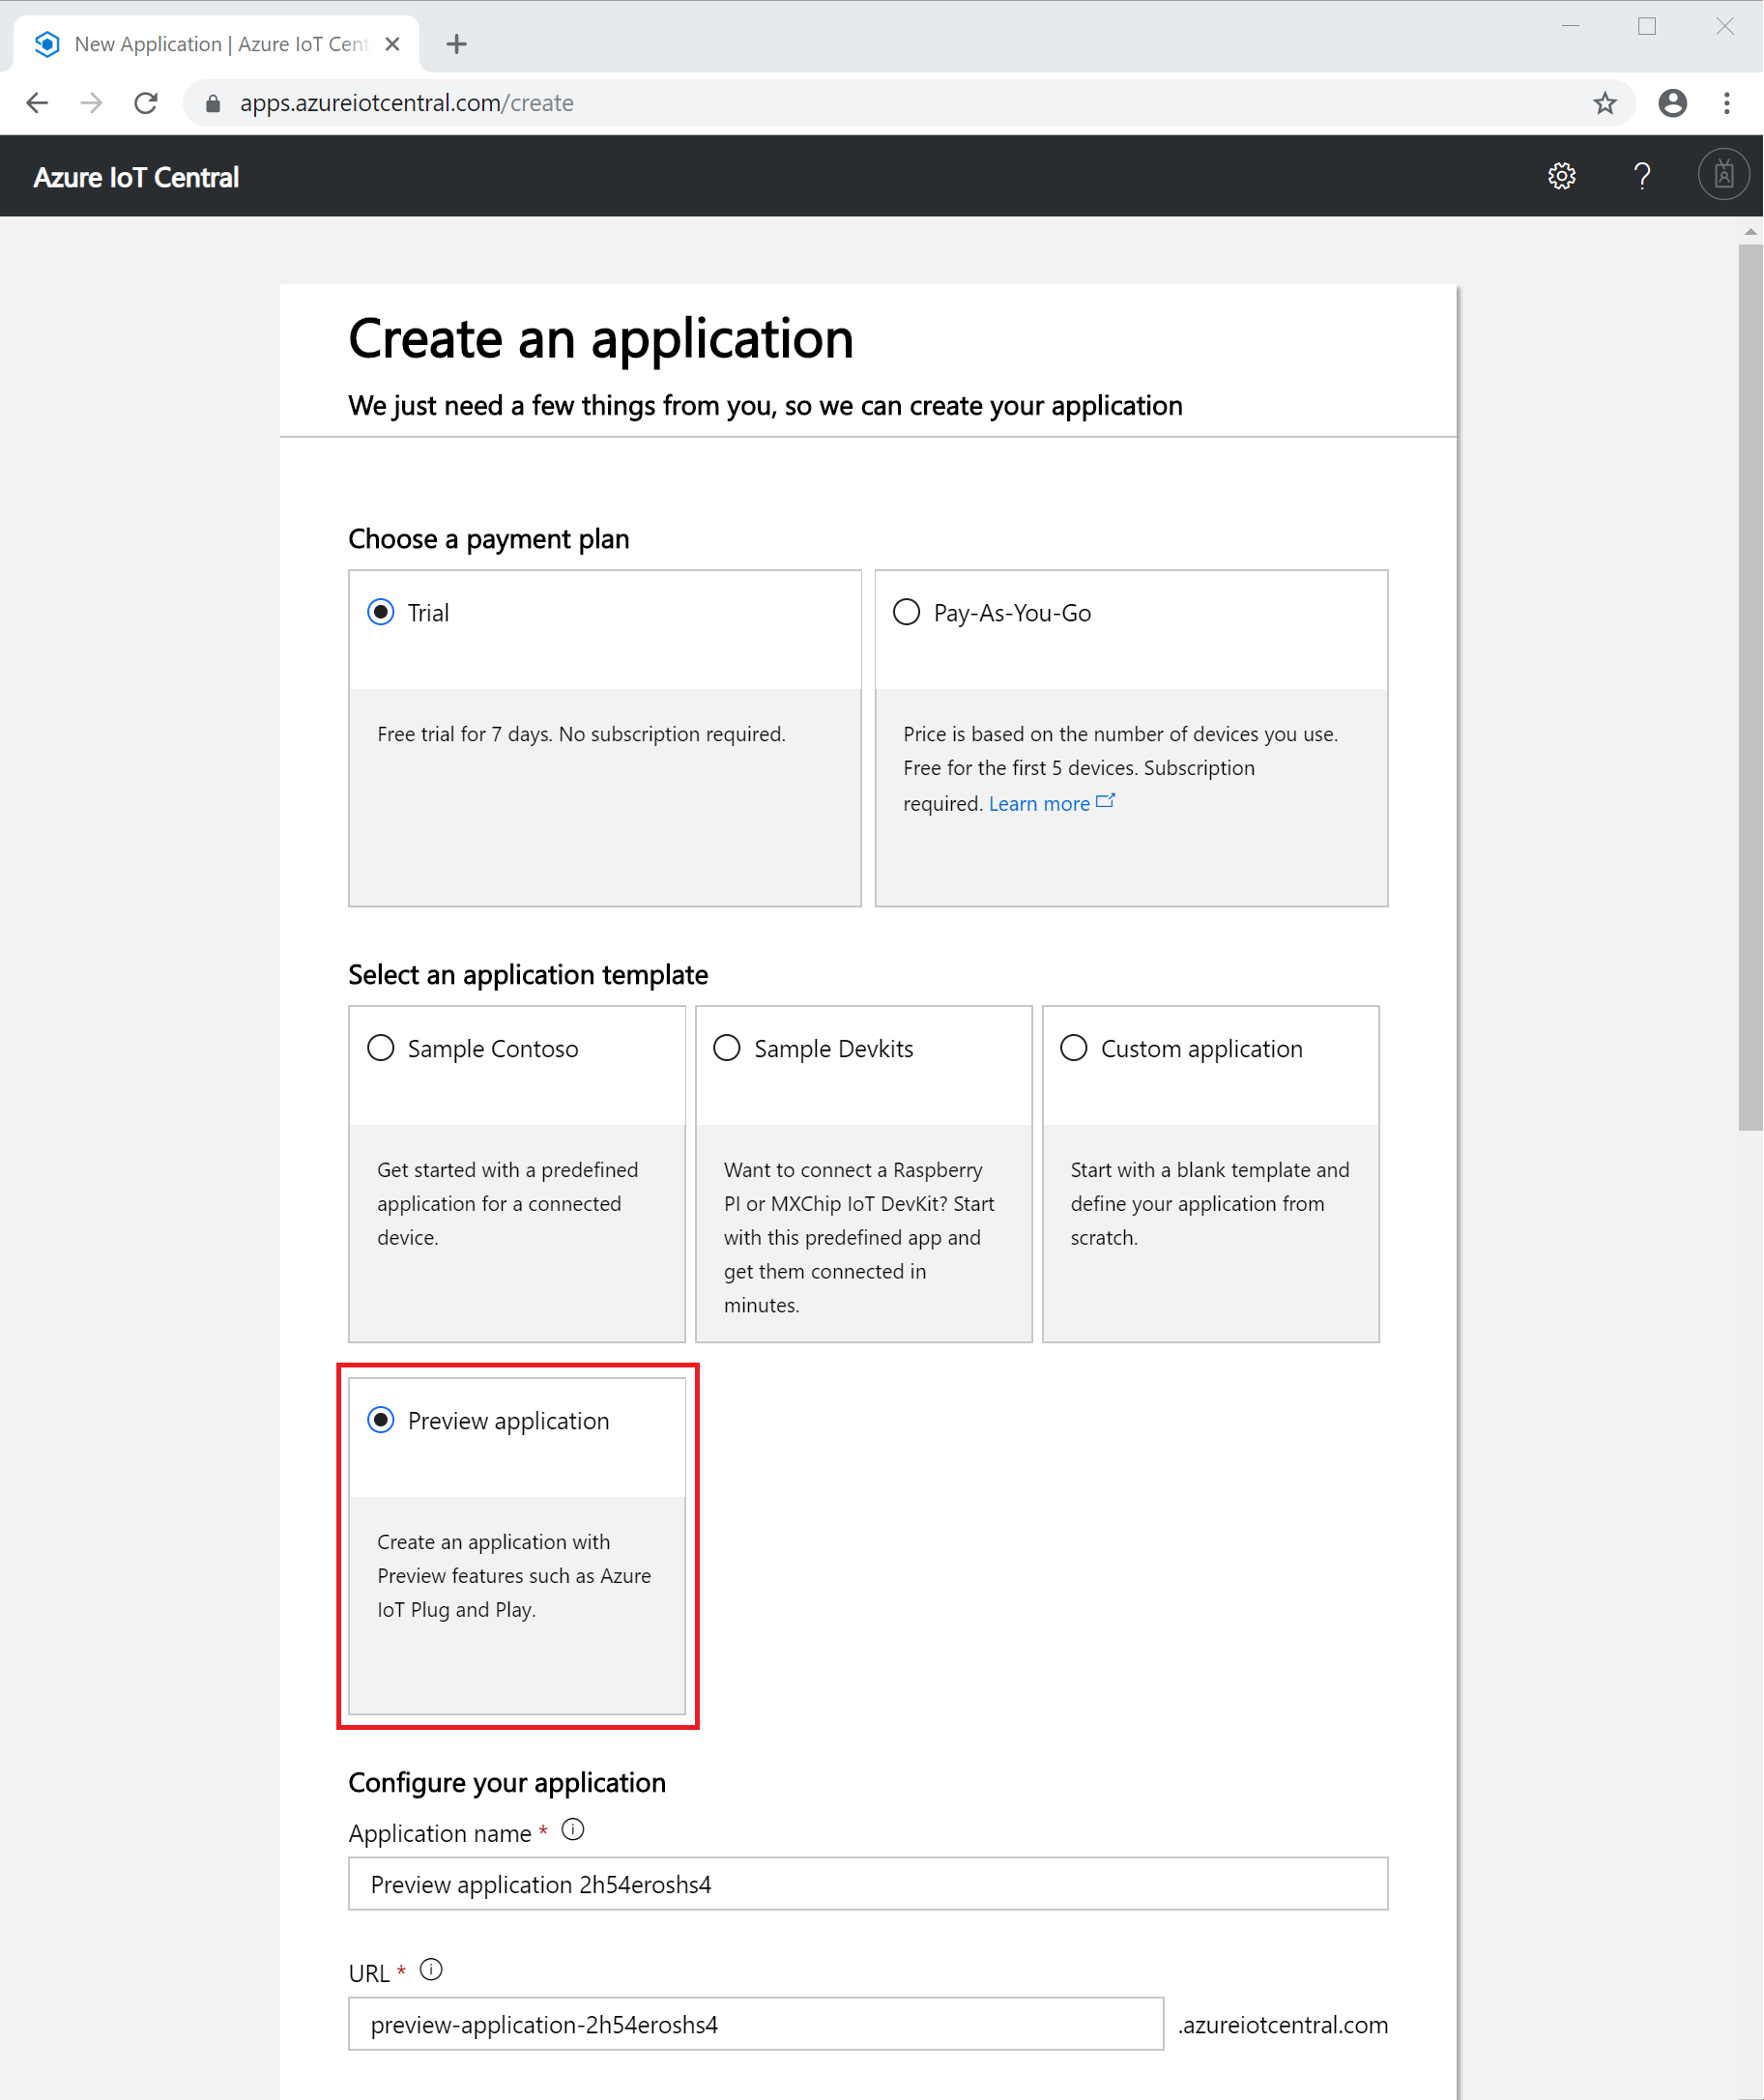 New Application | Azure IoT Cent
apps.azureiotcentral.com/create
Azure IoT Central
Create an application
We just need a few things from you, so we can create your application
Choose a payment plan
Trial
Free trial for 7 days. No subscription required.
Pay-As-You-Go
Price is based on the number of devices you use.
Free for the first 5 devices. Subscription
required. Learn more
Select an application template
Sample Contoso
Get started with a predefined
application for a connected
device.
Sample Devkits
Want to connect a Raspberry
PI or MXChip IoT DevKit? Start
with this predefined app and
get them connected in
minutes.
Custom application
Start with a blank template and
define your application from
scratch.
Preview application
Create an application with
Preview features such as Azure
IoT Plug and Play.
Configure your application
Application name *
Preview application 2h54eroshs4
URL *
preview-application-2h54eroshs4 .azureiotcentral.com